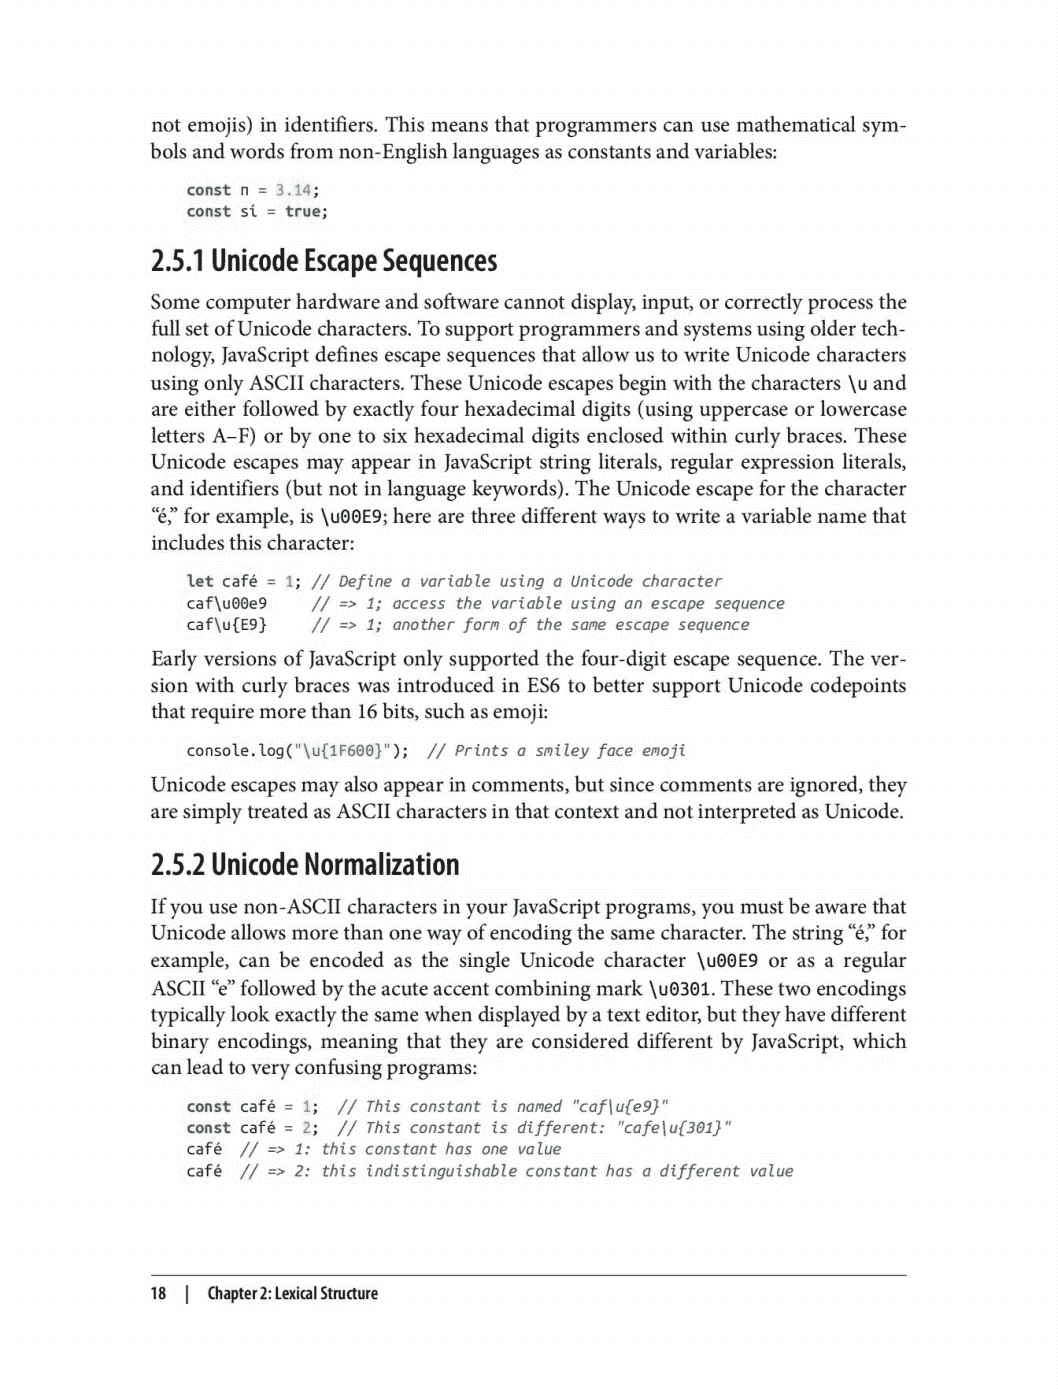 not emojis) in identifiers. This means that programmers can use mathematical sym-
bols and words from non-English languages as constants and variables:
const π = 3.14;
const sí = true;
2.5.1 Unicode Escape Sequences
Some computer hardware and software cannot display, input, or correctly process the
full set of Unicode characters. To support programmers and systems using older tech-
nology, JavaScript defines escape sequences that allow us to write Unicode characters
using only ASCII characters. These Unicode escapes begin with the characters \u and
are either followed by exactly four hexadecimal digits (using uppercase or lowercase
letters A–F) or by one to six hexadecimal digits enclosed within curly braces. These
Unicode escapes may appear in JavaScript string literals, regular expression literals,
and identifiers (but not in language keywords). The Unicode escape for the character
“é,” for example, is \u00E9; here are three different ways to write a variable name that
includes this character:
let café = 1; // Define a variable using a Unicode character
caf\u00e9 // => 1; access the variable using an escape sequence
caf\u{E9} // => 1; another form of the same escape sequence
Early versions of JavaScript only supported the four-digit escape sequence. The ver-
sion with curly braces was introduced in ES6 to better support Unicode codepoints
that require more than 16 bits, such as emoji:
console.log("\u{1F600}"); // Prints a smiley face emoji
Unicode escapes may also appear in comments, but since comments are ignored, they
are simply treated as ASCII characters in that context and not interpreted as Unicode.
2.5.2 Unicode Normalization
If you use non-ASCII characters in your JavaScript programs, you must be aware that
Unicode allows more than one way of encoding the same character. The string “é,” for
example, can be encoded as the single Unicode character \u00E9 or as a regular
ASCII “e” followed by the acute accent combining mark \u0301. These two encodings
typically look exactly the same when displayed by a text editor, but they have different
binary encodings, meaning that they are considered different by JavaScript, which
can lead to very confusing programs:
const café = 1; // This constant is named "caf\u{e9}"
const café = 2; // This constant is different: "cafe\u{301}"
café // => 1: this constant has one value
café // => 2: this indistinguishable constant has a different value
18 | Chapter 2: Lexical Structure